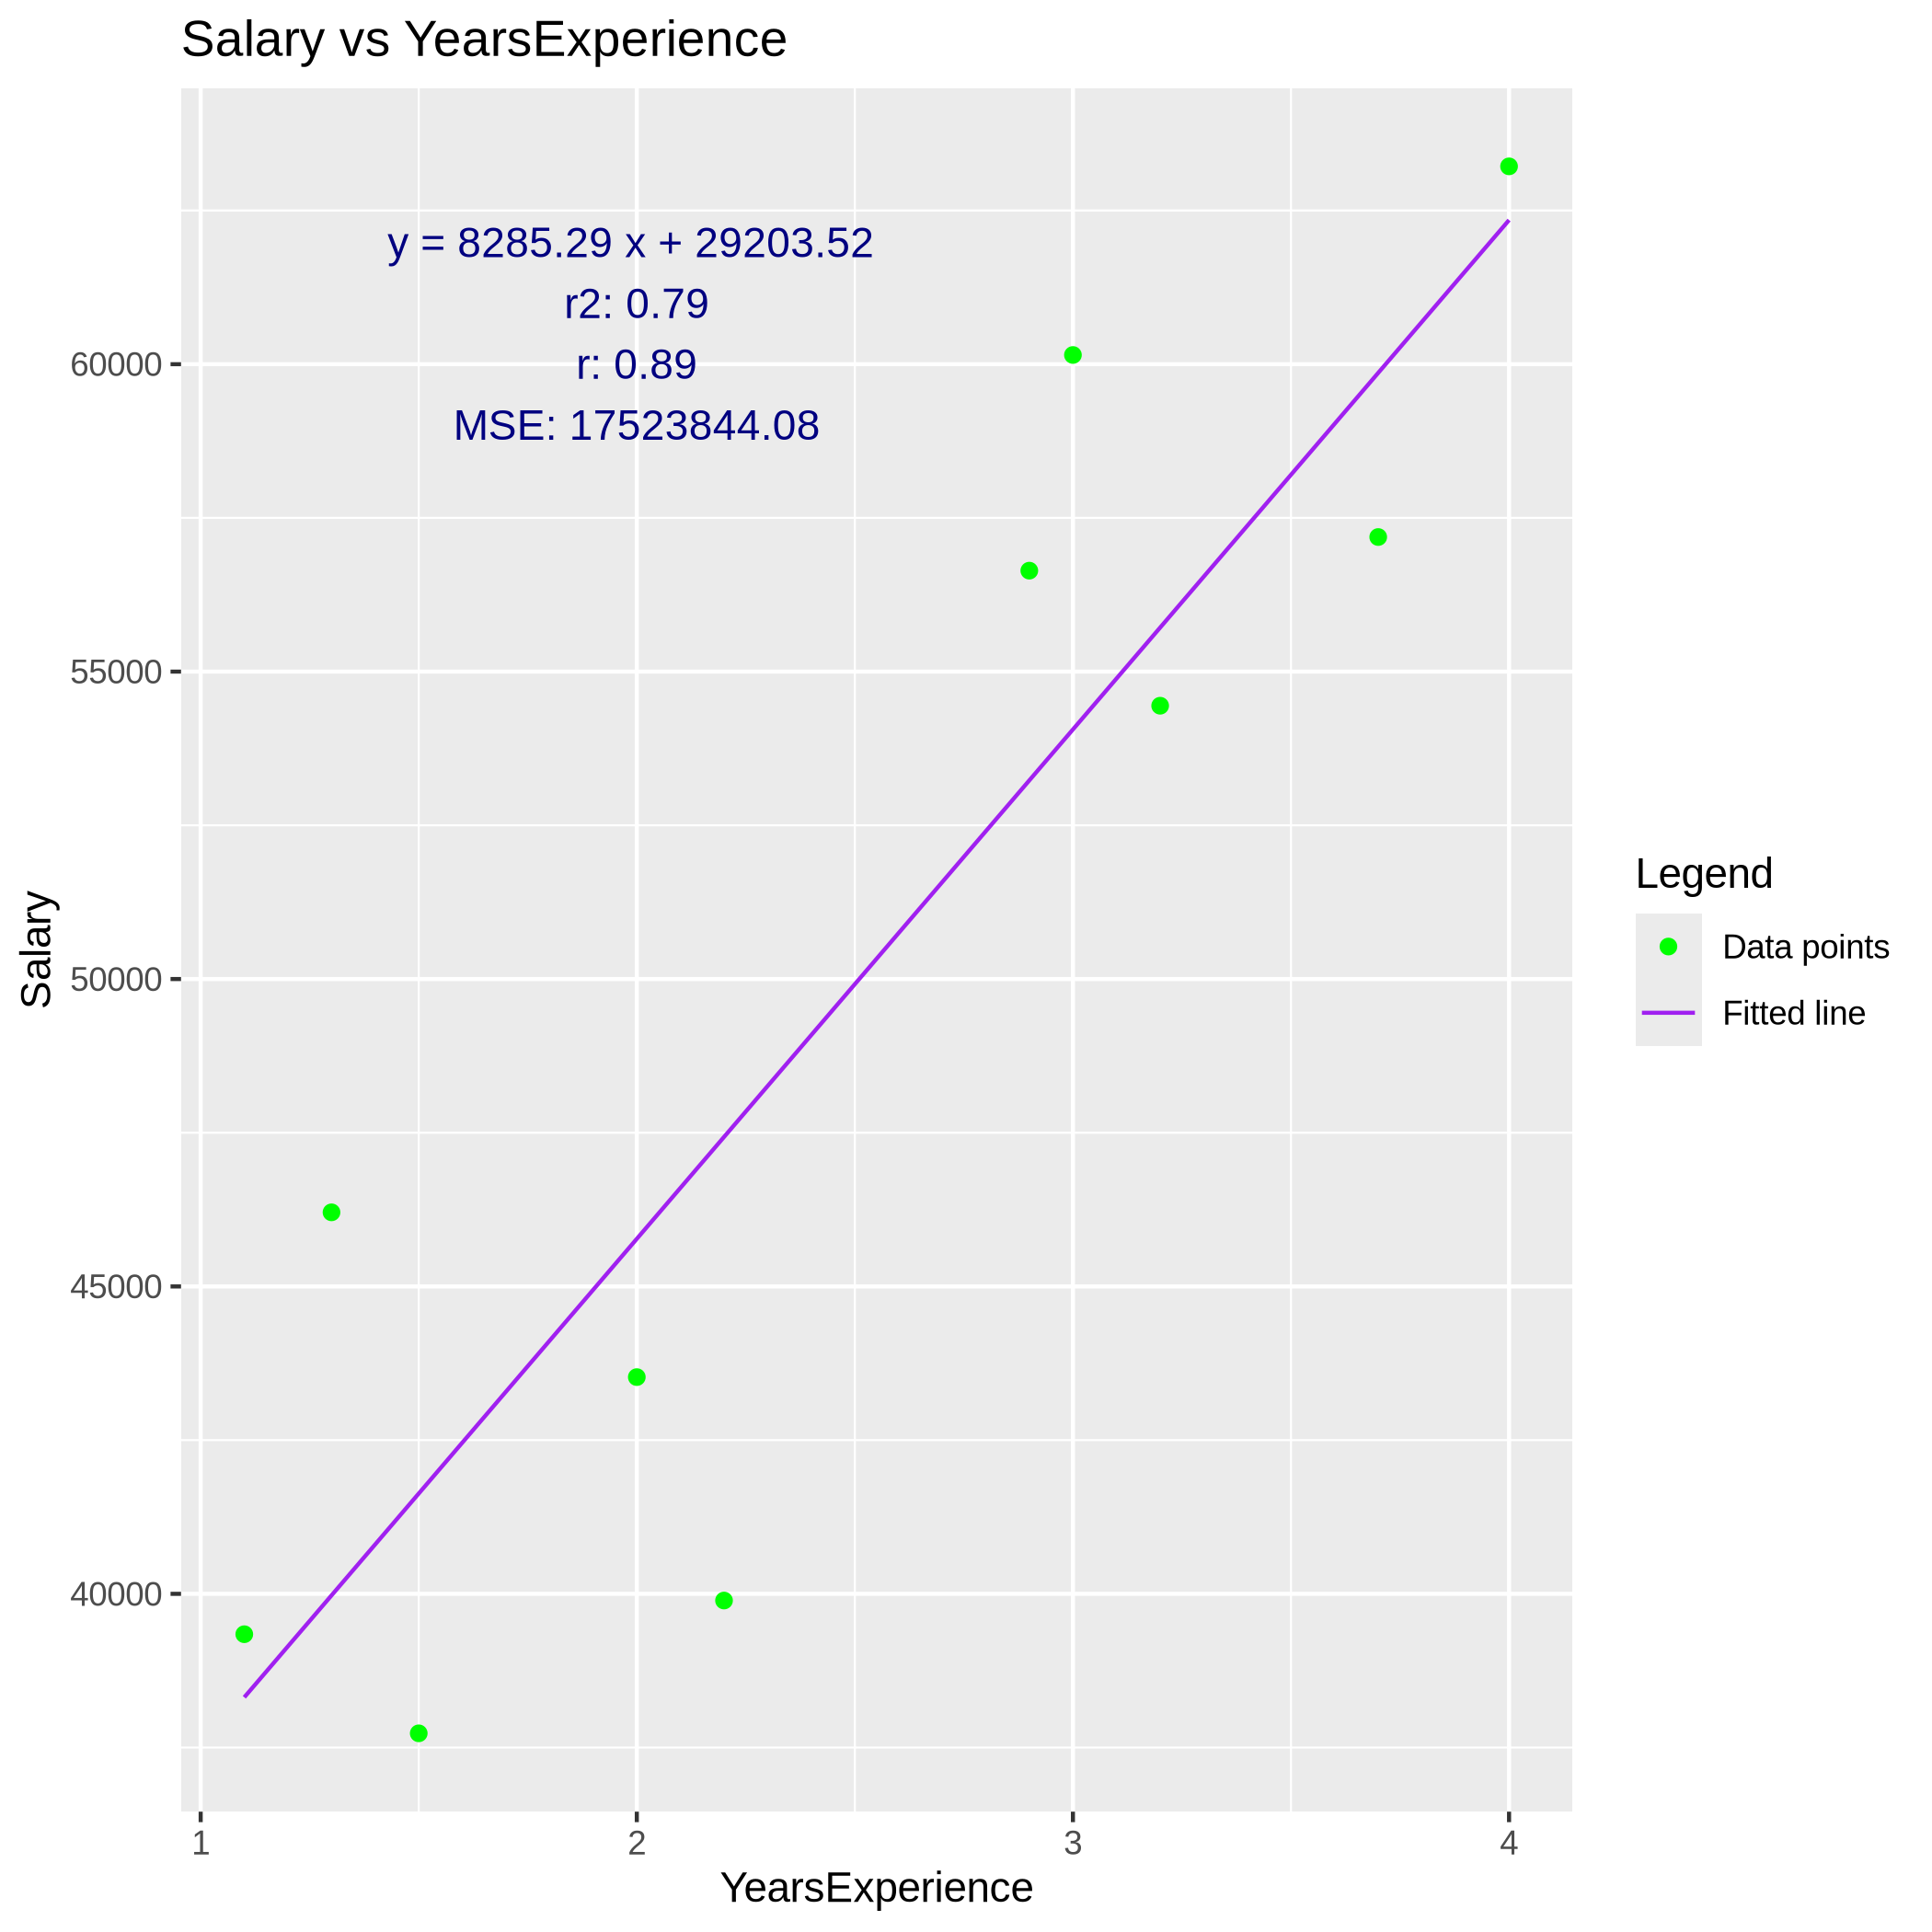 Salary vs YearsExperience
y = 8285.29 x + 29203.52
r2: 0.79
r: 0.89
MSE: 17523844.08
60000
55000
50000
45000
40000
Salary
1
2
3
4
YearsExperience
Legend
Data points
Fitted line